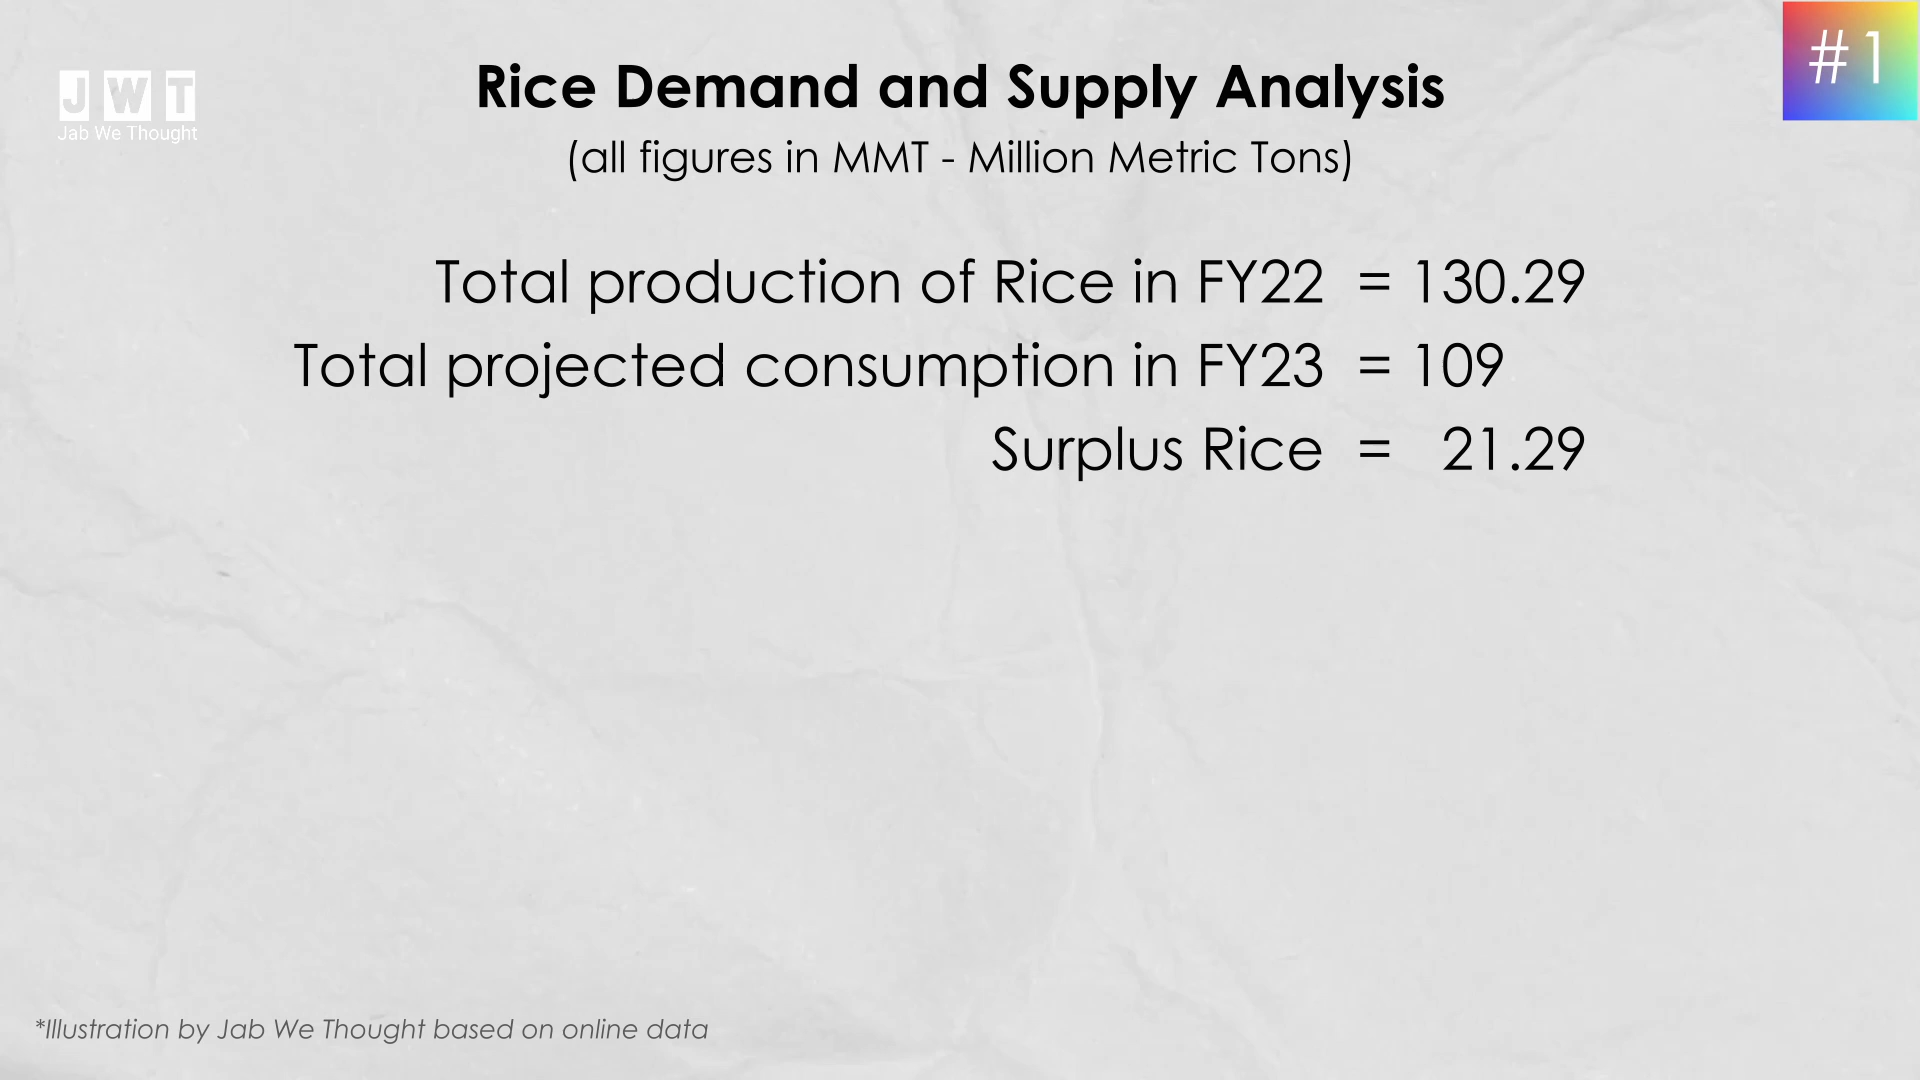 #1
JWT
Jab We Thought
Rice Demand and Supply Analysis
(all figures in MMT - Million Metric Tons)
Total production of Rice in FY22 = 130.29
Total projected consumption in FY23 = 109
Surplus Rice = 21.29
*Illustration by Jab We Thought based on online data